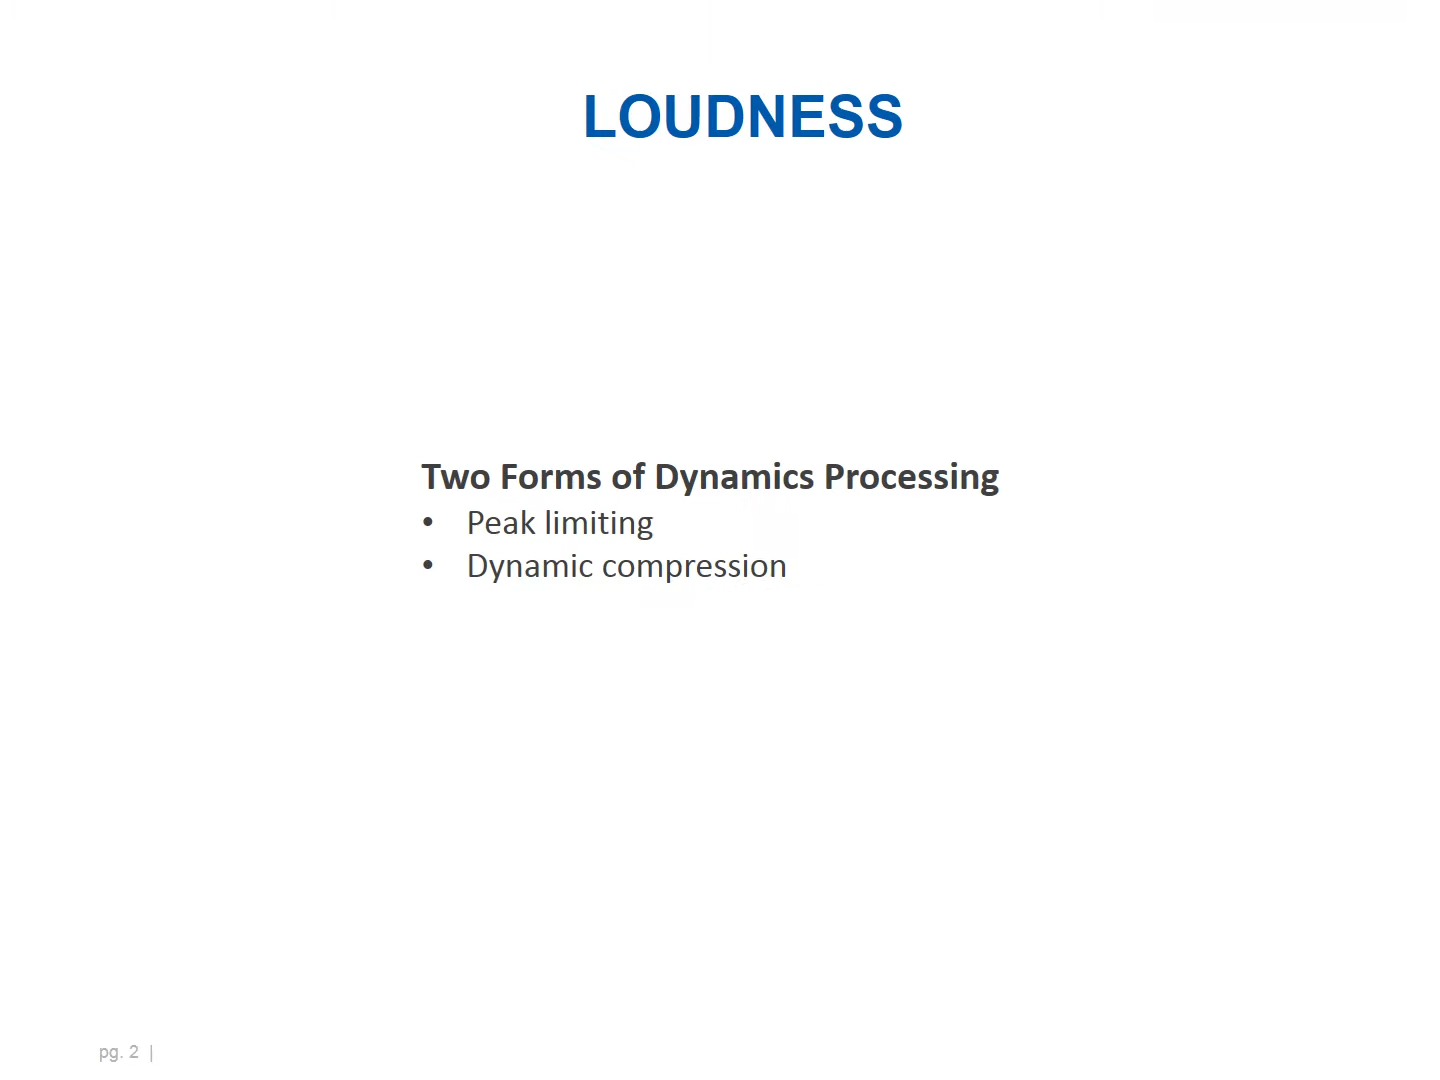 LOUDNESS
Two Forms of Dynamics Processing
• Peak limiting
• Dynamic compression
pg. 2 |